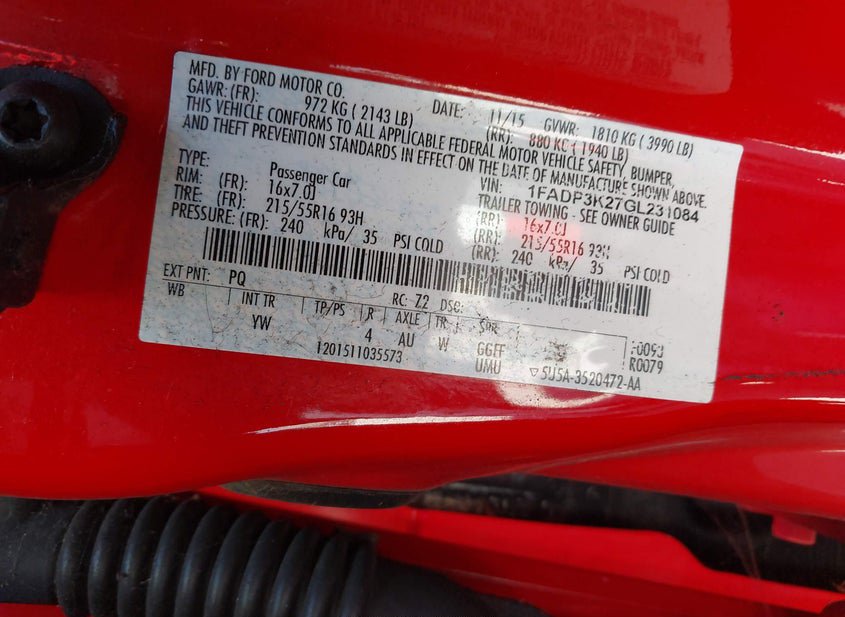 MFD. BY FORD MOTOR CO.
DATE: 11/15 GVWR: 1810 KG ( 3990 LB)
GAWR: (FR): 972 KG ( 2143 LB) (RR): 880 KG ( 1940 LB)
THIS VEHICLE CONFORMS TO ALL APPLICABLE FEDERAL MOTOR VEHICLE SAFETY, BUMPER,
AND THEFT PREVENTION STANDARDS IN EFFECT ON THE DATE OF MANUFACTURE SHOWN ABOVE.
VIN: 1FADP3K27GL231084
TYPE: Passenger Car TRAILER TOWING - SEE OWNER GUIDE
RIM: (FR): 16x7.0J (RR): 16x7.0J
TIRE: (FR): 215/55R16 93H (RR): 215/55R16 93H
PRESSURE: (FR): 240 kPa/ 35 PSI COLD (RR): 240 kPa/ 35 PSI COLD
EXT PNT: PQ RC: 72 DSO:
WB INT TR TP/PS R AXLE TR SPR
YW 4 AU W GGFF
UMU
1201511035573
R0079
▽5U5A-3520472-AA